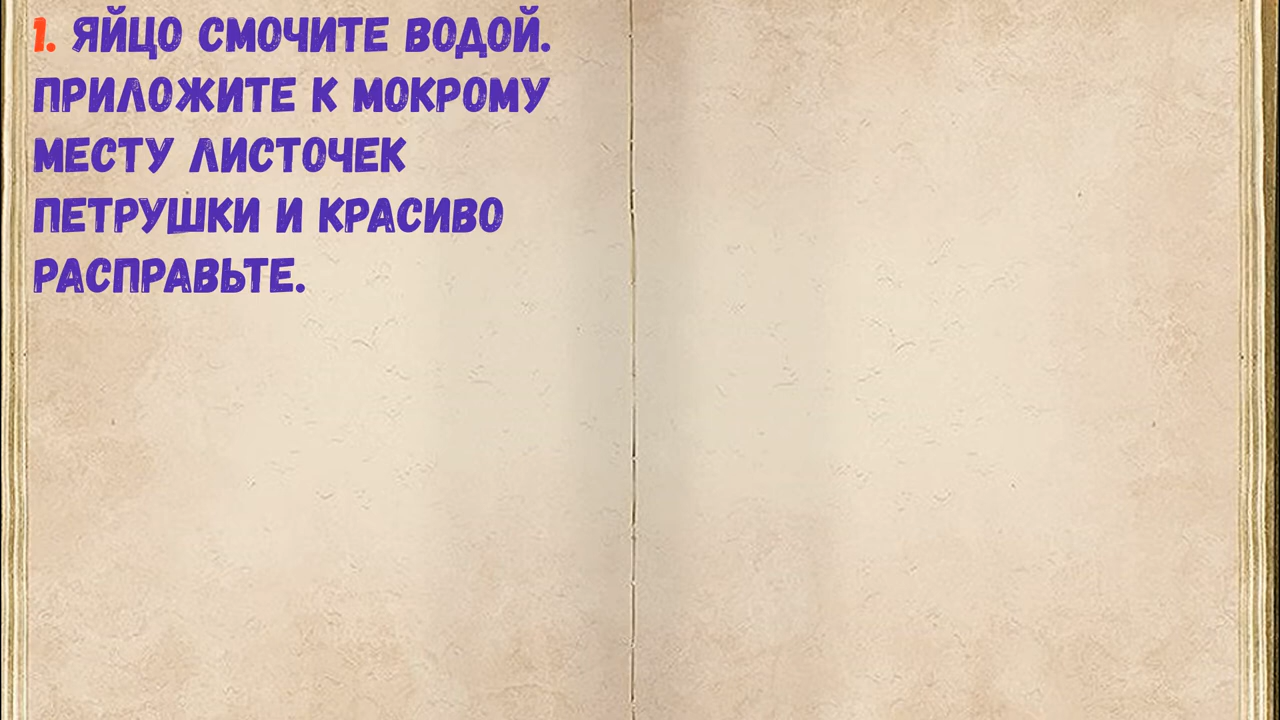 1. ЯЙЦО СМОЧИТЕ ВОДОЙ.
ПРИЛОЖИТЕ К МОКРОМУ
МЕСТУ ЛИСТОЧЕК
ПЕТРУШКИ И КРАСИВО
РАСПРАВЬТЕ.